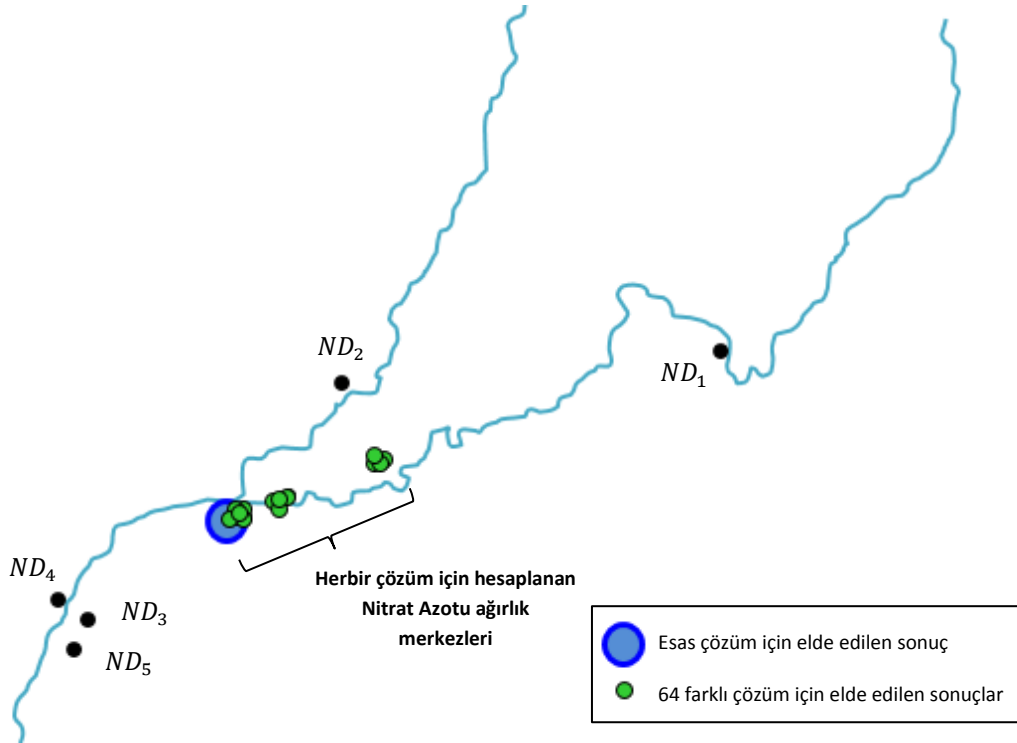 ND₂
ND₁
ND₄
ND₃
ND₅
Herbir çözüm için hesaplanan
Nitrat Azotu ağırlık
merkezleri
Esas çözüm için elde edilen sonuç
64 farklı çözüm için elde edilen sonuçlar